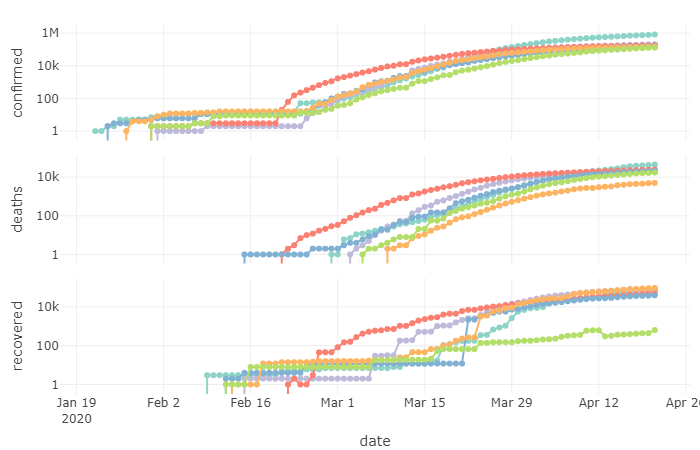 confirmed
1M
10k
100
1
deaths
10k
100
1
recovered
10k
100
1
Jan 19 Feb 2 Feb 16 Mar 1 Mar 15 Mar 29 Apr 12 Apr 26
2020
date